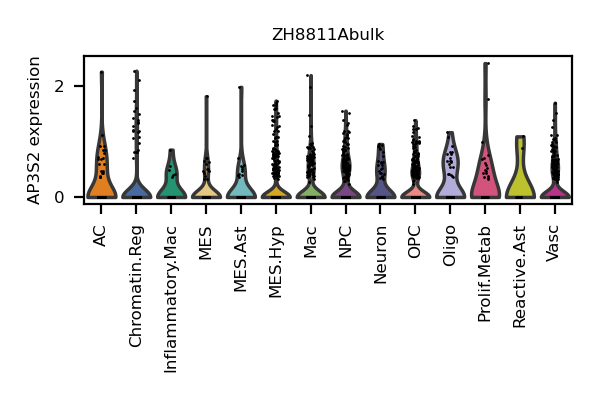 ZH8811Abulk
AP3S2 expression
2
0
AC
Chromatin.Reg
Inflammatory.Mac
MES
MES.Ast
MES.Hyp
Mac
NPC
Neuron
OPC
Oligo
Prolif.Metab
Reactive.Ast
Vasc